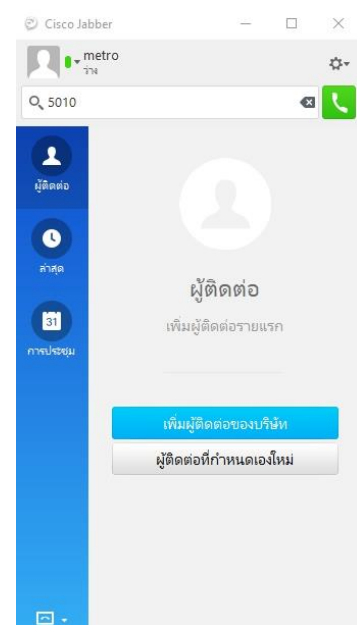 Cisco Jabber
metro
ว่าง
5010
ผู้ติดต่อ
ล่าสุด
31
การประชุม
ผู้ติดต่อ
เพิ่มผู้ติดต่อรายแรก
เพิ่มผู้ติดต่อของบริษัท
ผู้ติดต่อที่กำหนดเองใหม่